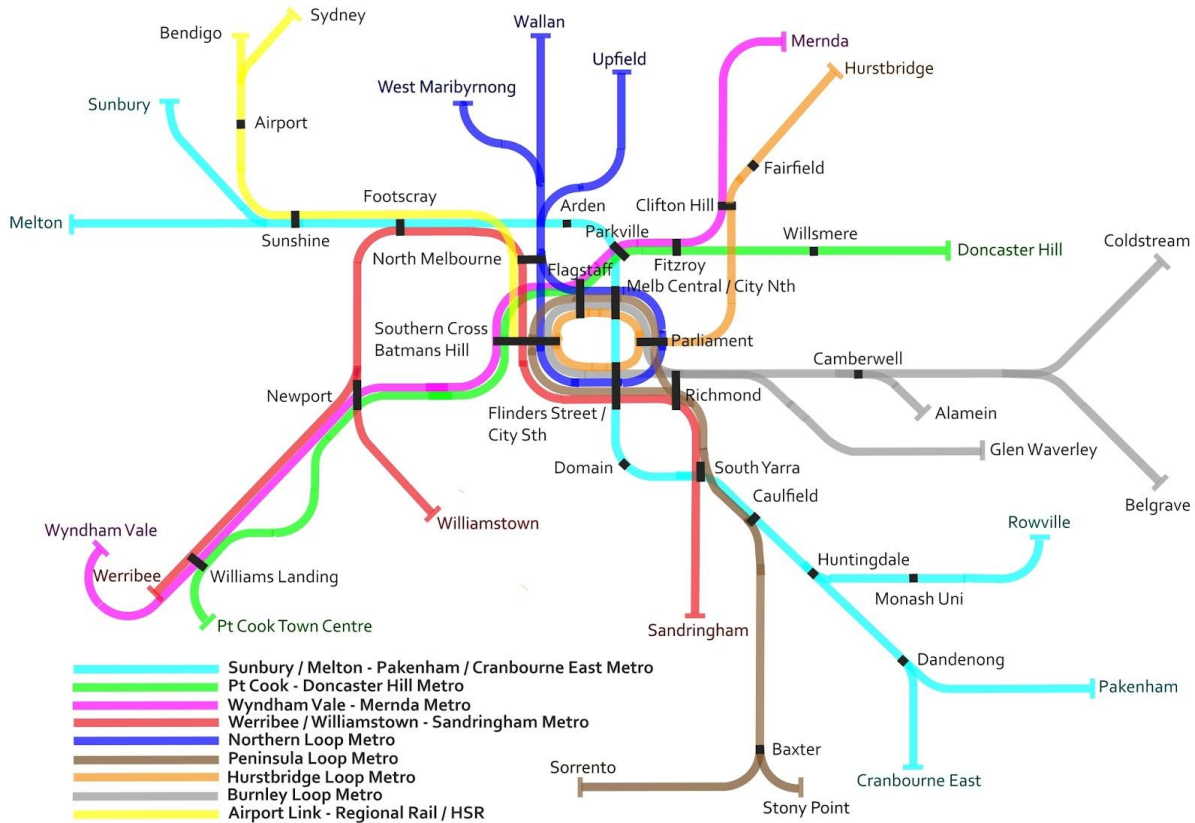 Sydney
Bendigo
Wallan
Mernda
Upfield
Hurstbridge
West Maribyrnong
Sunbury
Airport
Fairfield
Footscray
Arden
Clifton Hill
Melton
Parkville
Willsmere
Sunshine
Coldstream
Doncaster Hill
North Melbourne
Fitzroy
Flagstaff
Melb Central / City Nth
Southern Cross
Batmans Hill
Parliament
Camberwell
Newport
Richmond
Flinders Street /
City Sth
Alamein
Glen Waverley
Domain
South Yarra
Caulfield
Belgrave
Williamstown
Rowville
Wyndham Vale
Huntingdale
Werribee
Williams Landing
Monash Uni
Pt Cook Town Centre
Sandringham
Dandenong
Pakenham
Baxter
Sorrento
Cranbourne East
Stony Point
Sunbury / Melton - Pakenham / Cranbourne East Metro
Pt Cook - Doncaster Hill Metro
Wyndham Vale - Mernda Metro
Werribee / Williamstown - Sandringham Metro
Northern Loop Metro
Peninsula Loop Metro
Hurstbridge Loop Metro
Burnley Loop Metro
Airport Link - Regional Rail / HSR